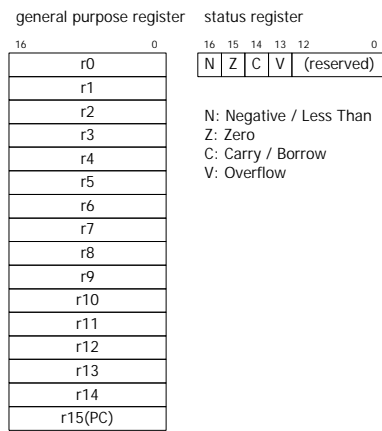 general purpose register
16 0
r0
r1
r2
r3
r4
r5
r6
r7
r8
r9
r10
r11
r12
r13
r14
r15(PC)
status register
16 15 14 13 12 0
N Z C V (reserved)
N: Negative / Less Than
Z: Zero
C: Carry / Borrow
V: Overflow